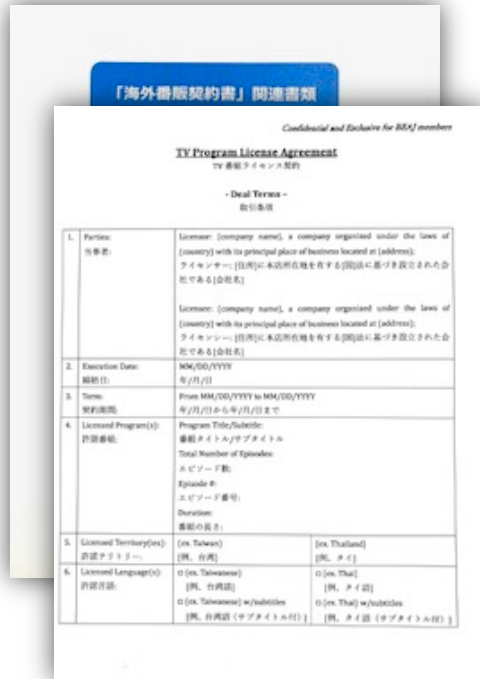 「海外番販契約書」関連書類
Confidential and Exclusive for BEAJ members
TV Program License Agreement
TV 番組ライセンス契約
- Deal Terms -
取引条項
1. Parties: Licensor: [company name], a company organized under the laws of
当事者: [country] with its principal place of business located at [address];
ライセンサー: [住所]に本店所在地を有する[国]法に基づき設立された会
社である[会社名]
Licensee: [company name], a company organized under the laws of
[country] with its principal place of business located at [address];
ライセンシー: [住所]に本店所在地を有する[国]法に基づき設立された会
社である[会社名]
2. Execution Date: MM/DD/YYYY
締結日: 年/月/日
3. Term: From MM/DD/YYYY to MM/DD/YYYY
契約期間: 年/月/日から年/月/日まで
4. Licensed Program(s): Program Title/Subtitle:
許諾番組: 番組タイトル/サブタイトル
Total Number of Episodes:
エピソード数:
Episode #:
エピソード番号:
Duration:
番組の長さ:
5. Licensed Territory(ies): [ex. Taiwan] [ex. Thailand]
許諾テリトリー: [例、台湾] [例、タイ]
6. Licensed Language(s): □ [ex. Taiwanese] □ [ex. Thai]
許諾言語: [例、台湾語] [例、タイ語]
□ [ex. Taiwanese] w/subtitles □ [ex. Thai] w/subtitles
[例、台湾語（サブタイトル付）] [例、タイ語（サブタイトル付）]